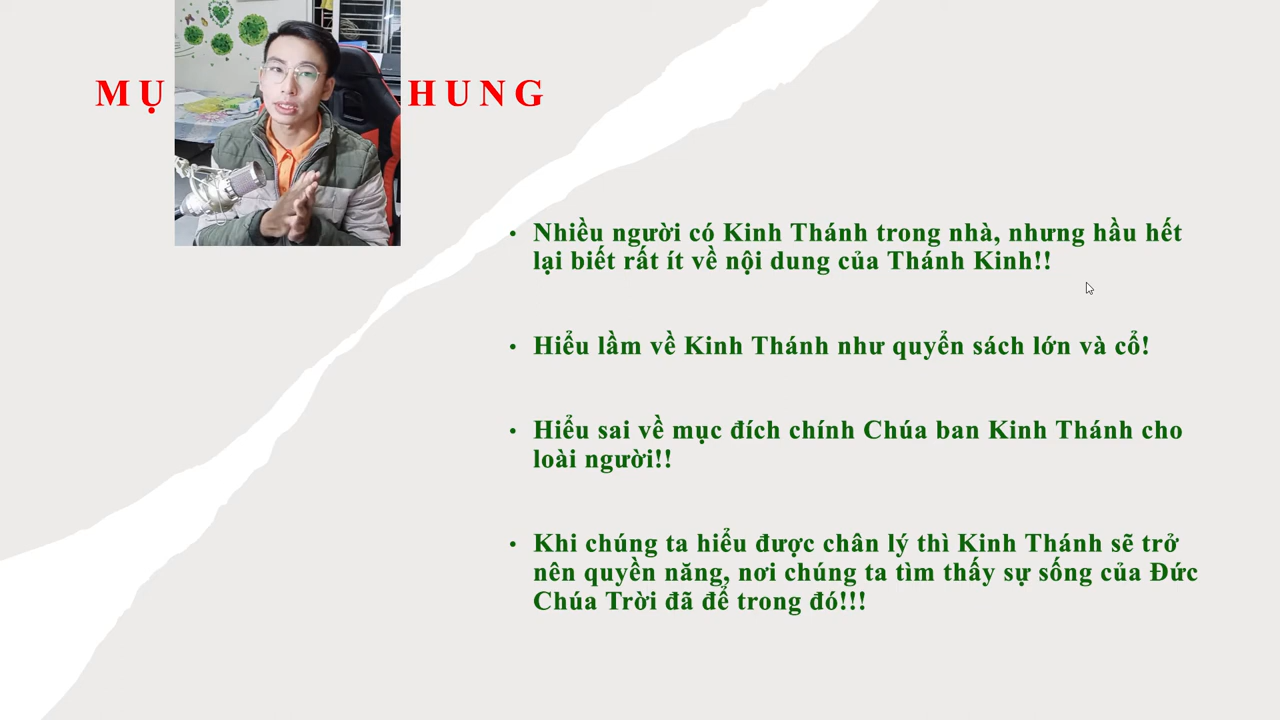 MỤ HUNG
• Nhiều người có Kinh Thánh trong nhà, nhưng hầu hết
lại biết rất ít về nội dung của Thánh Kinh!!
• Hiểu lầm về Kinh Thánh như quyển sách lớn và cổ!
• Hiểu sai về mục đích chính Chúa ban Kinh Thánh cho
loài người!!
• Khi chúng ta hiểu được chân lý thì Kinh Thánh sẽ trở
nên quyền năng, nơi chúng ta tìm thấy sự sống của Đức
Chúa Trời đã để trong đó!!!